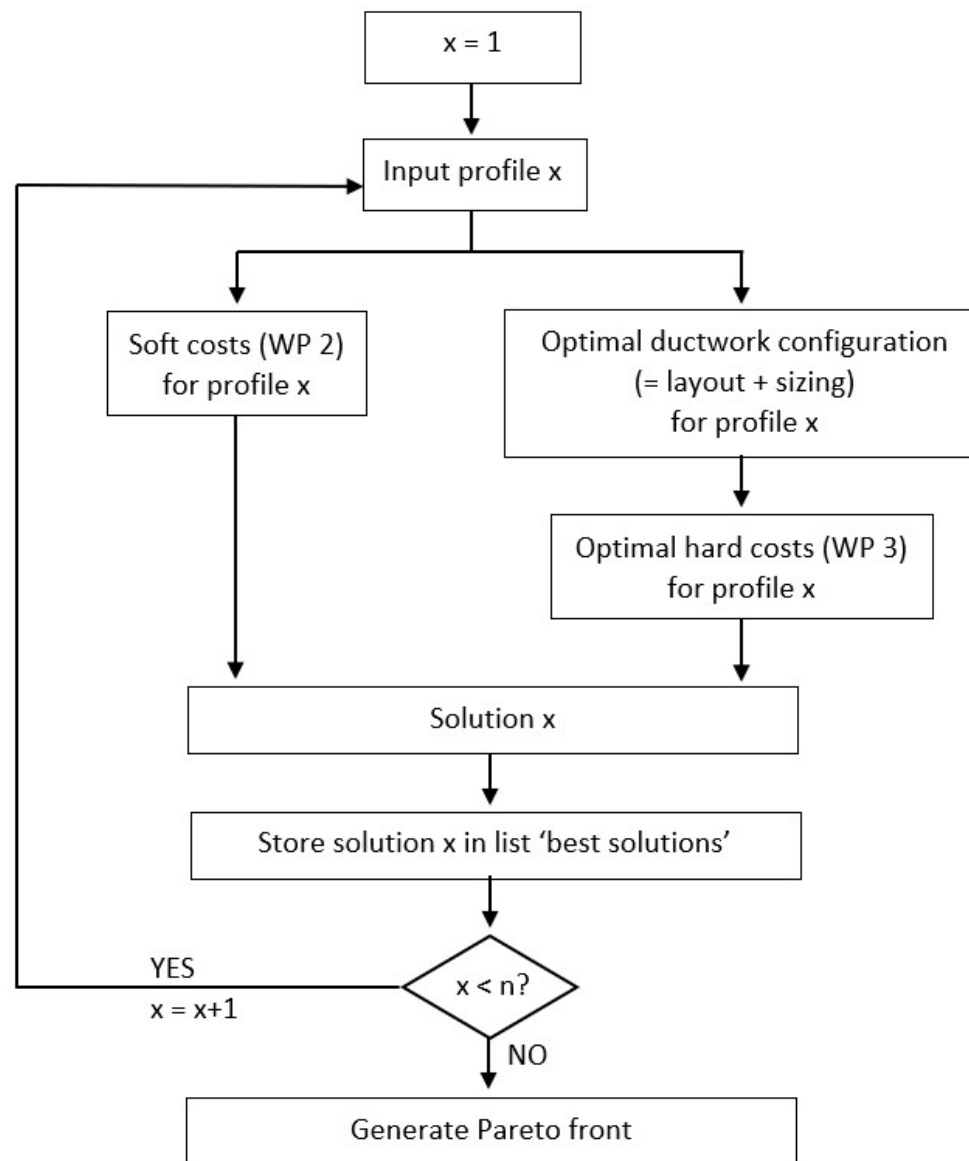 x = 1
Input profile x
Soft costs (WP 2)
for profile x
Optimal ductwork configuration
(= layout + sizing)
for profile x
Optimal hard costs (WP 3)
for profile x
Solution x
Store solution x in list ‘best solutions’
x < n?
YES
x = x+1
NO
Generate Pareto front